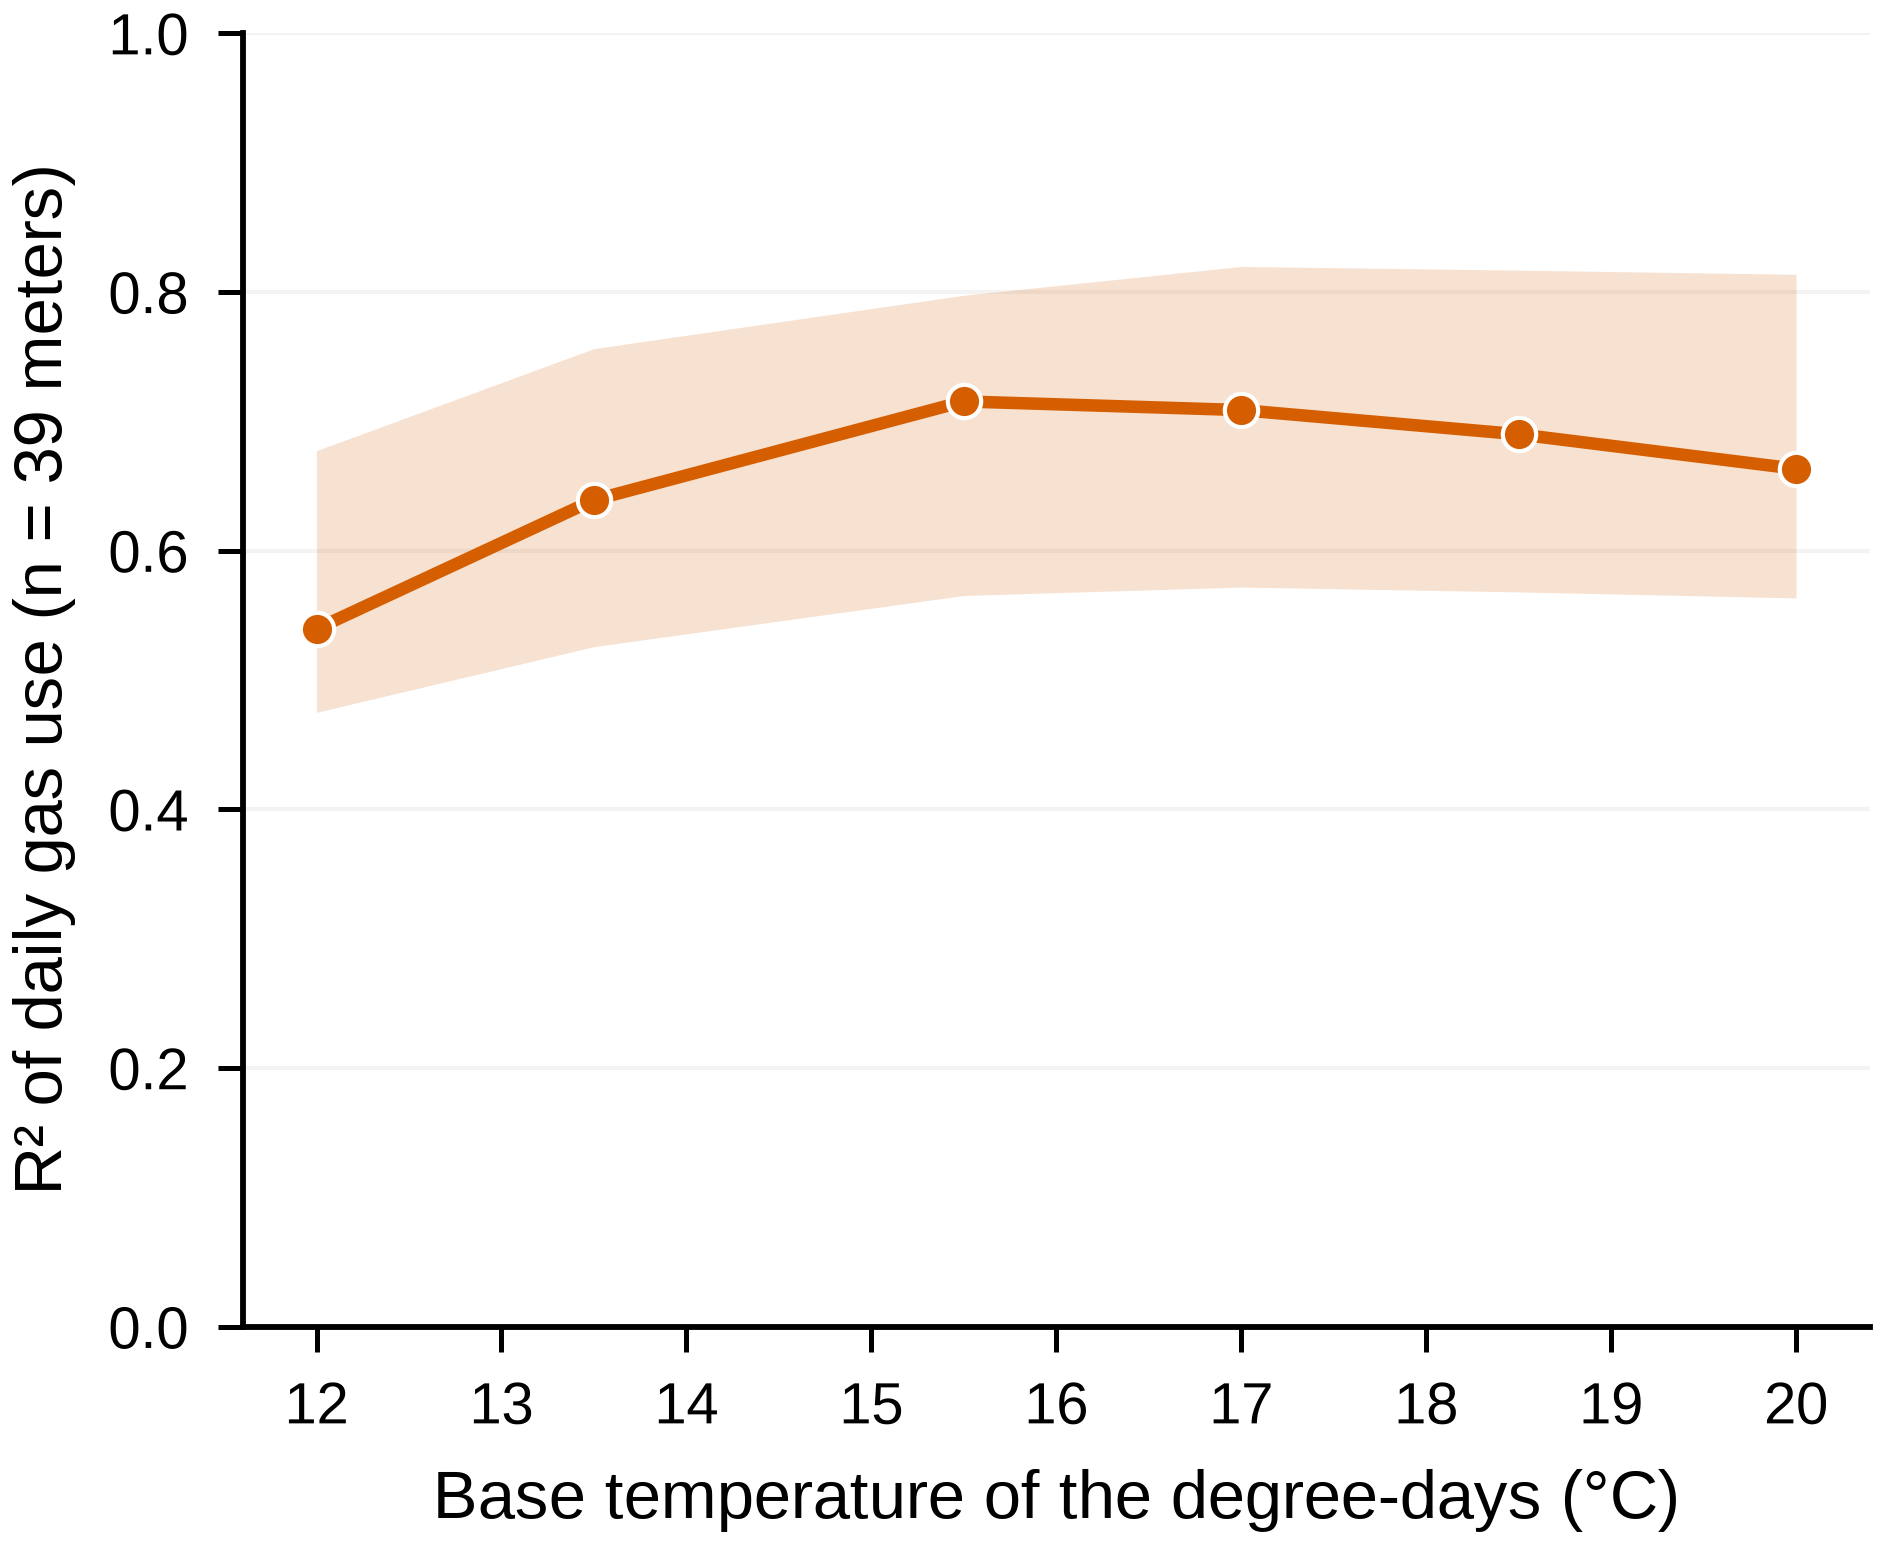 R² of daily gas use (n = 39 meters)
1.0
0.8
0.6
0.4
0.2
0.0
12 13 14 15 16 17 18 19 20
Base temperature of the degree-days (°C)